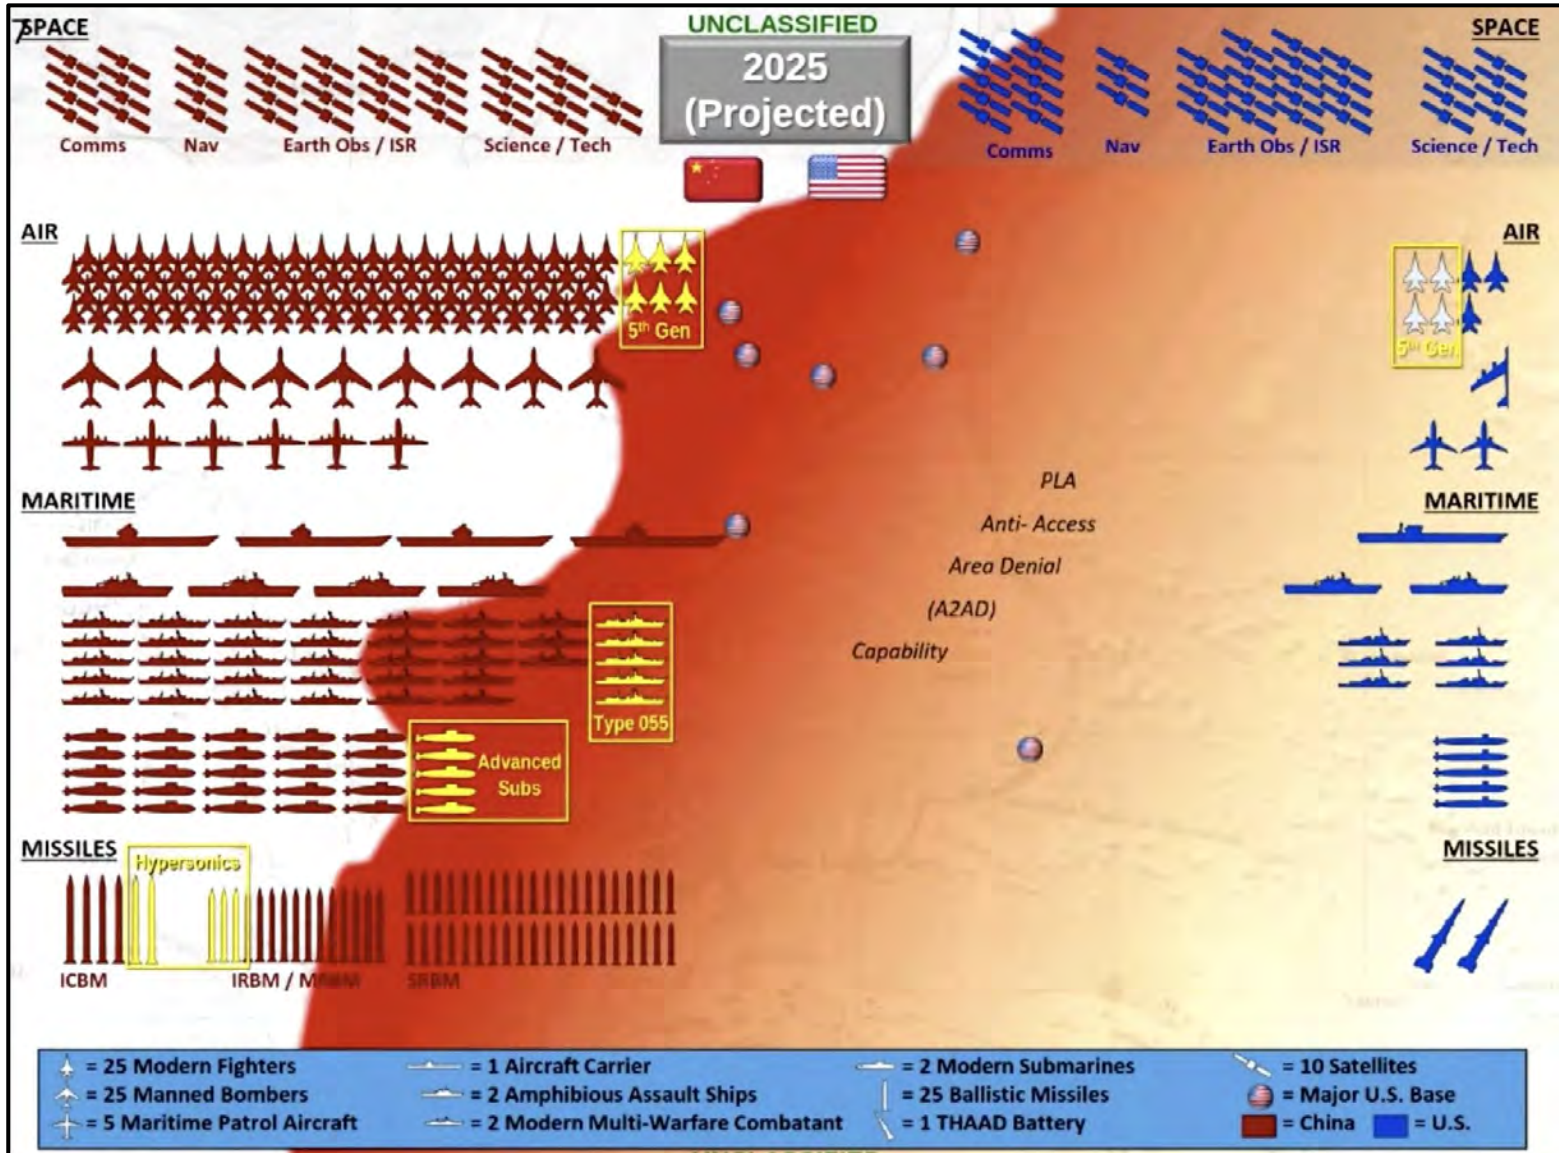 7
SPACE
UNCLASSIFIED
SPACE
2025
(Projected)
Comms
Nav
Earth Obs / ISR
Science / Tech
Comms
Nav
Earth Obs / ISR
Science / Tech
AIR
AIR
5th Gen
5th Gen
PLA
Anti- Access
Area Denial
(A2AD)
Capability
MARITIME
MARITIME
Type 055
Advanced
Subs
MISSILES
MISSILES
Hypersonics
ICBM
IRBM / MRBM
SRBM
= 25 Modern Fighters
= 25 Manned Bombers
= 5 Maritime Patrol Aircraft
= 1 Aircraft Carrier
= 2 Amphibious Assault Ships
= 2 Modern Multi-Warfare Combatant
= 2 Modern Submarines
= 25 Ballistic Missiles
= 1 THAAD Battery
= 10 Satellites
= Major U.S. Base
= China = U.S.